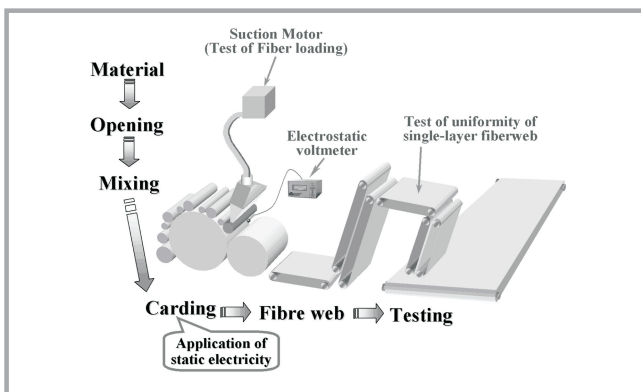 Suction Motor
(Test of Fiber loading)
Material
Opening
Mixing
Electrostatic
voltmeter
Test of uniformity of
single-layer fiberweb
Carding
Fibre web
Testing
Application of
static electricity